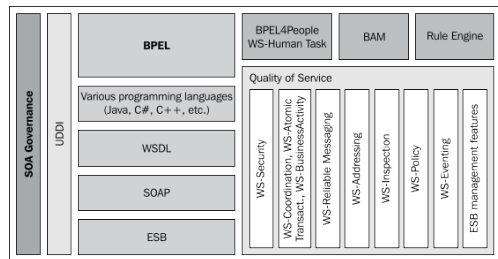 SOA Governance
UDDI
BPEL
Various programming languages
(Java, C#, C++, etc.)
WSDL
SOAP
ESB
BPEL4People
WS-Human Task
BAM
Rule Engine
Quality of Service
WS-Security
WS-Coordination, WS-Atomic
Transact., WS-BusinessActivity
WS-Reliable Messaging
WS-Addressing
WS-Inspection
WS-Policy
WS-Eventing
ESB management features